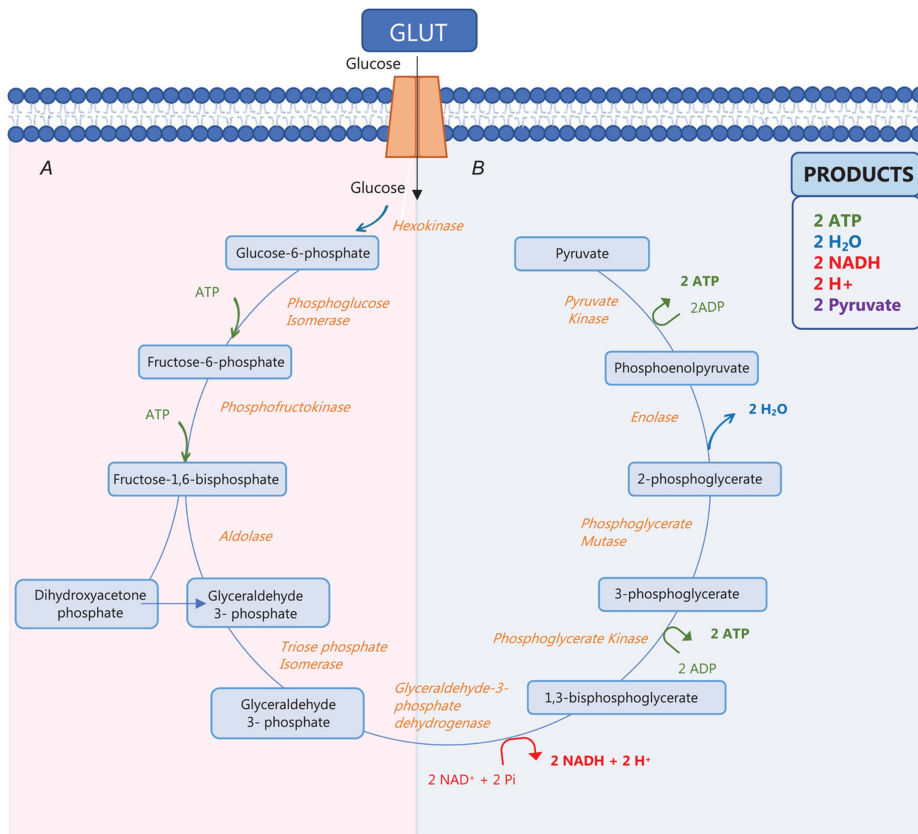 GLUT
Glucose
A
B
Glucose
Hexokinase
Glucose-6-phosphate
ATP
Phosphoglucose
Isomerase
Fructose-6-phosphate
Phosphofructokinase
ATP
Fructose-1,6-bisphosphate
Aldolase
Dihydroxyacetone
phosphate
Glyceraldehyde
3- phosphate
Triose phosphate
Isomerase
Glyceraldehyde
3- phosphate
Glyceraldehyde-3-
phosphate
dehydrogenase
2 NAD⁺ + 2 Pi
2 NADH + 2 H⁺
1,3-bisphosphoglycerate
Phosphoglycerate Kinase
2 ATP
2 ADP
3-phosphoglycerate
Phosphoglycerate
Mutase
2-phosphoglycerate
Enolase
2 H₂O
Phosphoenolpyruvate
Pyruvate
Kinase
2 ATP
2ADP
Pyruvate
PRODUCTS
2 ATP
2 H₂O
2 NADH
2 H+
2 Pyruvate